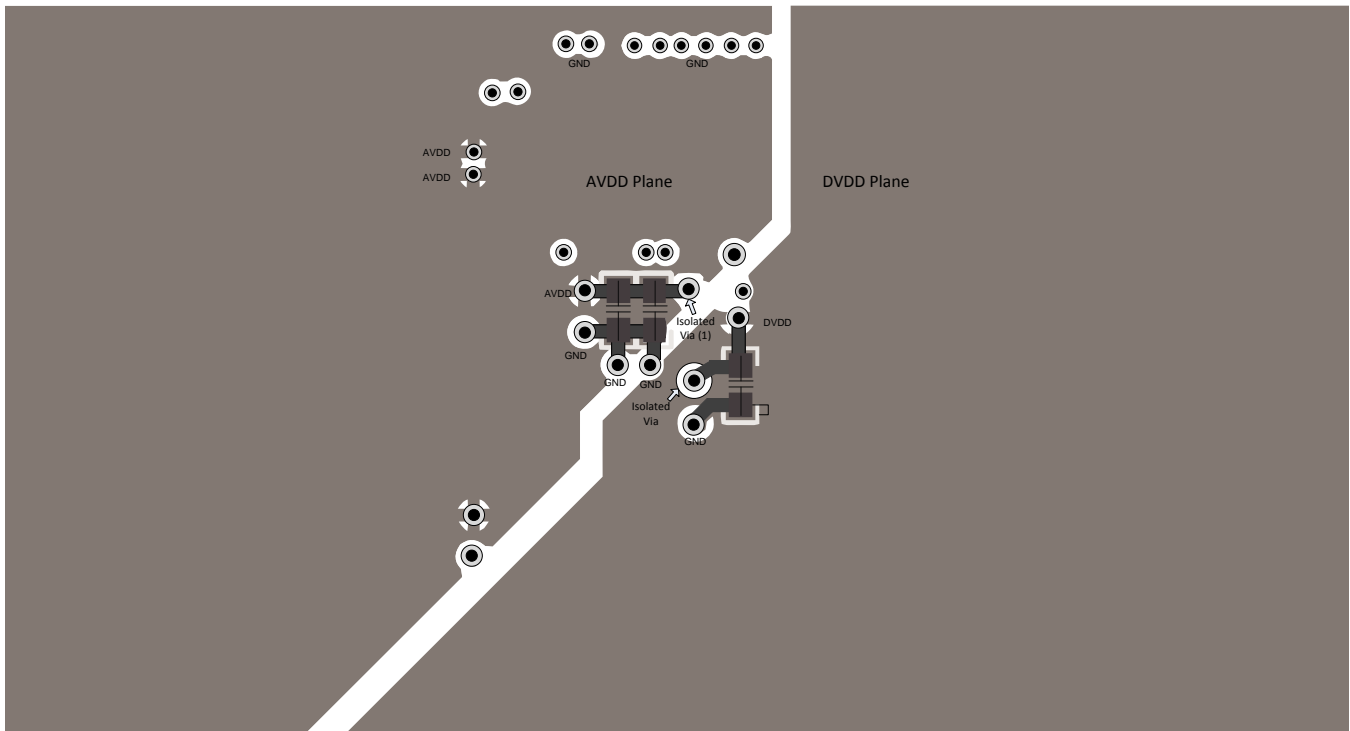 GND
GND
AVDD
AVDD
AVDD Plane
DVDD Plane
AVDD
Isolated
Via (1)
DVDD
GND
GND
GND
Isolated
Via
GND